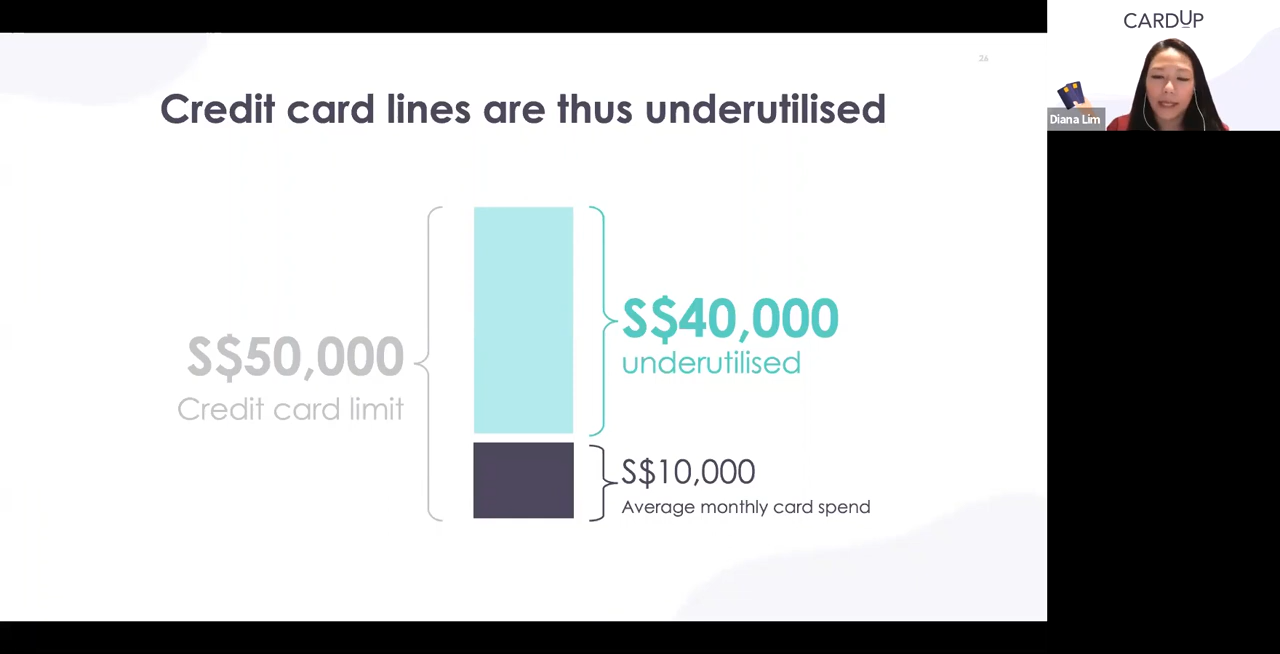 CARDUP
26
Credit card lines are thus underutilised
S$50,000
Credit card limit
S$40,000
underutilised
S$10,000
Average monthly card spend
Diana Lim